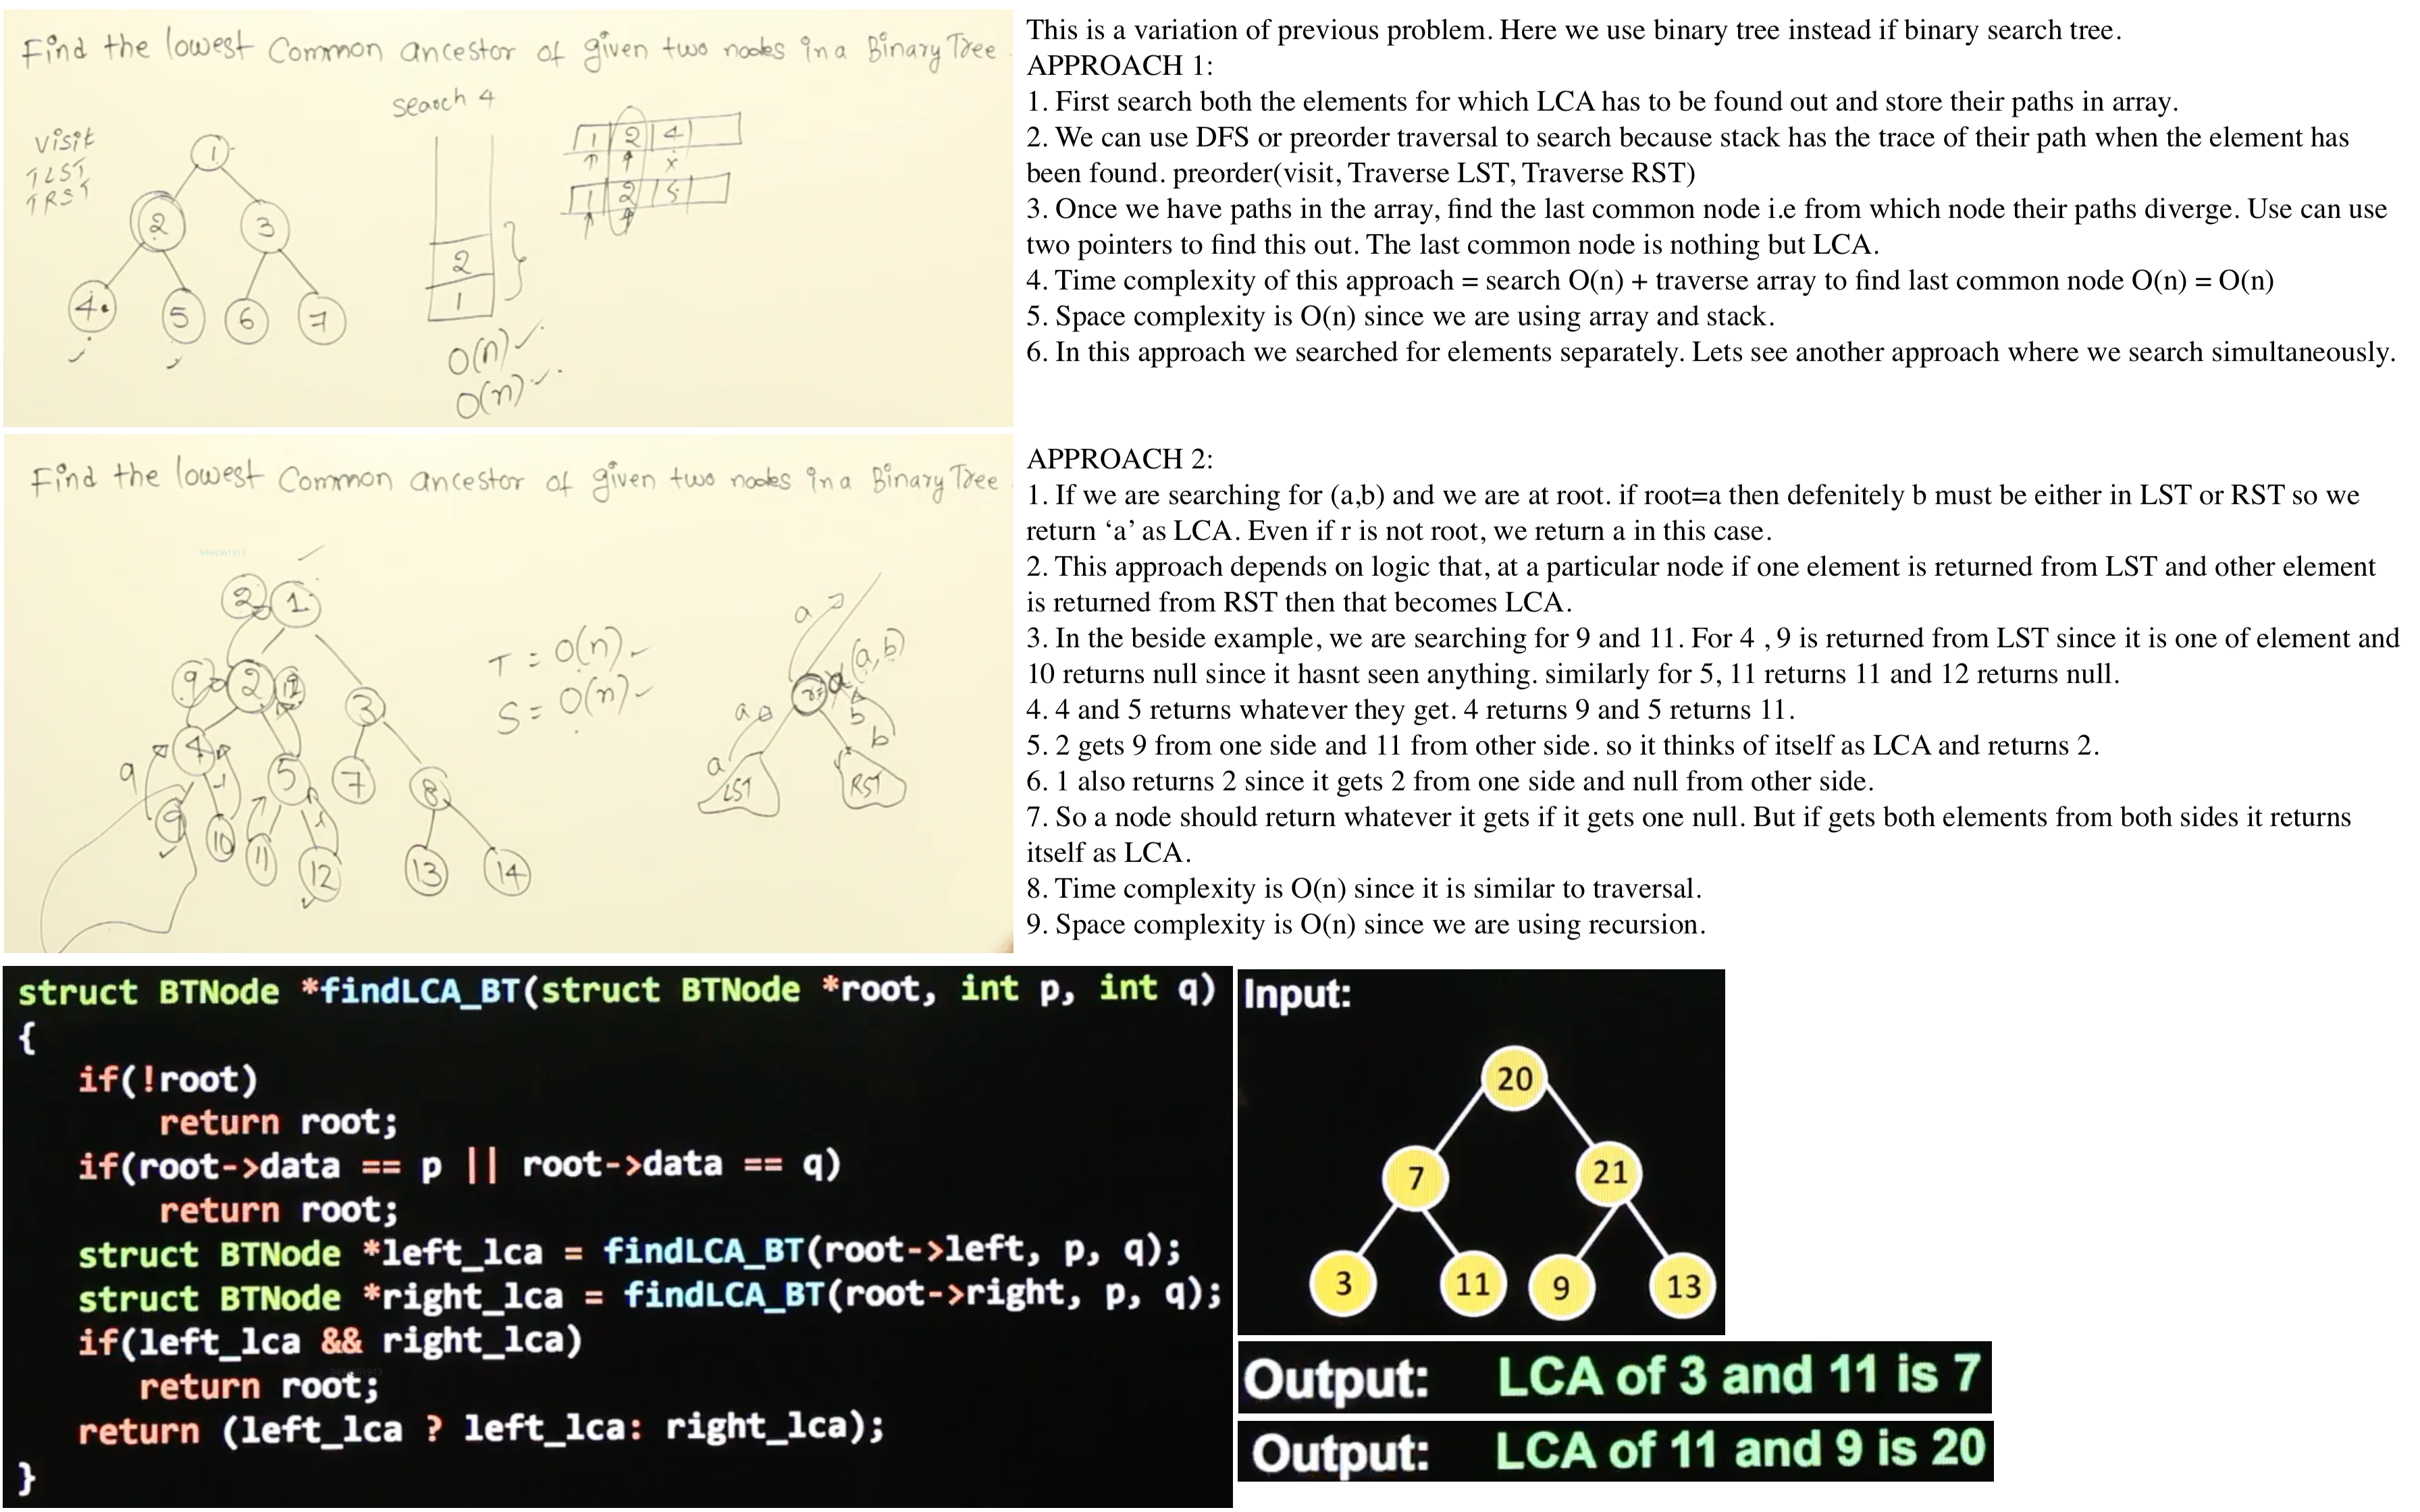 Find the lowest Common ancestor of given two nodes in a Binary Tree.
Visit
TLST
TRST
1
2
3
4
5
6
7
Search 4
2
1
O(n)
O(n)
1 2 4
1 2 5
This is a variation of previous problem. Here we use binary tree instead if binary search tree.
APPROACH 1:
1. First search both the elements for which LCA has to be found out and store their paths in array.
2. We can use DFS or preorder traversal to search because stack has the trace of their path when the element has
been found. preorder(visit, Traverse LST, Traverse RST)
3. Once we have paths in the array, find the last common node i.e from which node their paths diverge. Use can use
two pointers to find this out. The last common node is nothing but LCA.
4. Time complexity of this approach = search O(n) + traverse array to find last common node O(n) = O(n)
5. Space complexity is O(n) since we are using array and stack.
6. In this approach we searched for elements separately. Lets see another approach where we search simultaneously.
Find the lowest Common ancestor of given two nodes in a Binary Tree
9494361913
2 1
9 2 12
3
4
9
5
7
8
9
10
11
12
13
14
T = O(n)
S = O(n)
a
(a,b)
a
b
a
b
LST
RST
APPROACH 2:
1. If we are searching for (a,b) and we are at root. if root=a then defenitely b must be either in LST or RST so we
return ‘a’ as LCA. Even if r is not root, we return a in this case.
2. This approach depends on logic that, at a particular node if one element is returned from LST and other element
is returned from RST then that becomes LCA.
3. In the beside example, we are searching for 9 and 11. For 4 , 9 is returned from LST since it is one of element and
10 returns null since it hasnt seen anything. similarly for 5, 11 returns 11 and 12 returns null.
4. 4 and 5 returns whatever they get. 4 returns 9 and 5 returns 11.
5. 2 gets 9 from one side and 11 from other side. so it thinks of itself as LCA and returns 2.
6. 1 also returns 2 since it gets 2 from one side and null from other side.
7. So a node should return whatever it gets if it gets one null. But if gets both elements from both sides it returns
itself as LCA.
8. Time complexity is O(n) since it is similar to traversal.
9. Space complexity is O(n) since we are using recursion.
struct BTNode *findLCA_BT(struct BTNode *root, int p, int q)
{
if(!root)
return root;
if(root->data == p || root->data == q)
return root;
struct BTNode *left_lca = findLCA_BT(root->left, p, q);
struct BTNode *right_lca = findLCA_BT(root->right, p, q);
if(left_lca && right_lca)
return root;
return (left_lca ? left_lca: right_lca);
}
Input:
20
7
21
3
11
9
13
Output: LCA of 3 and 11 is 7
Output: LCA of 11 and 9 is 20